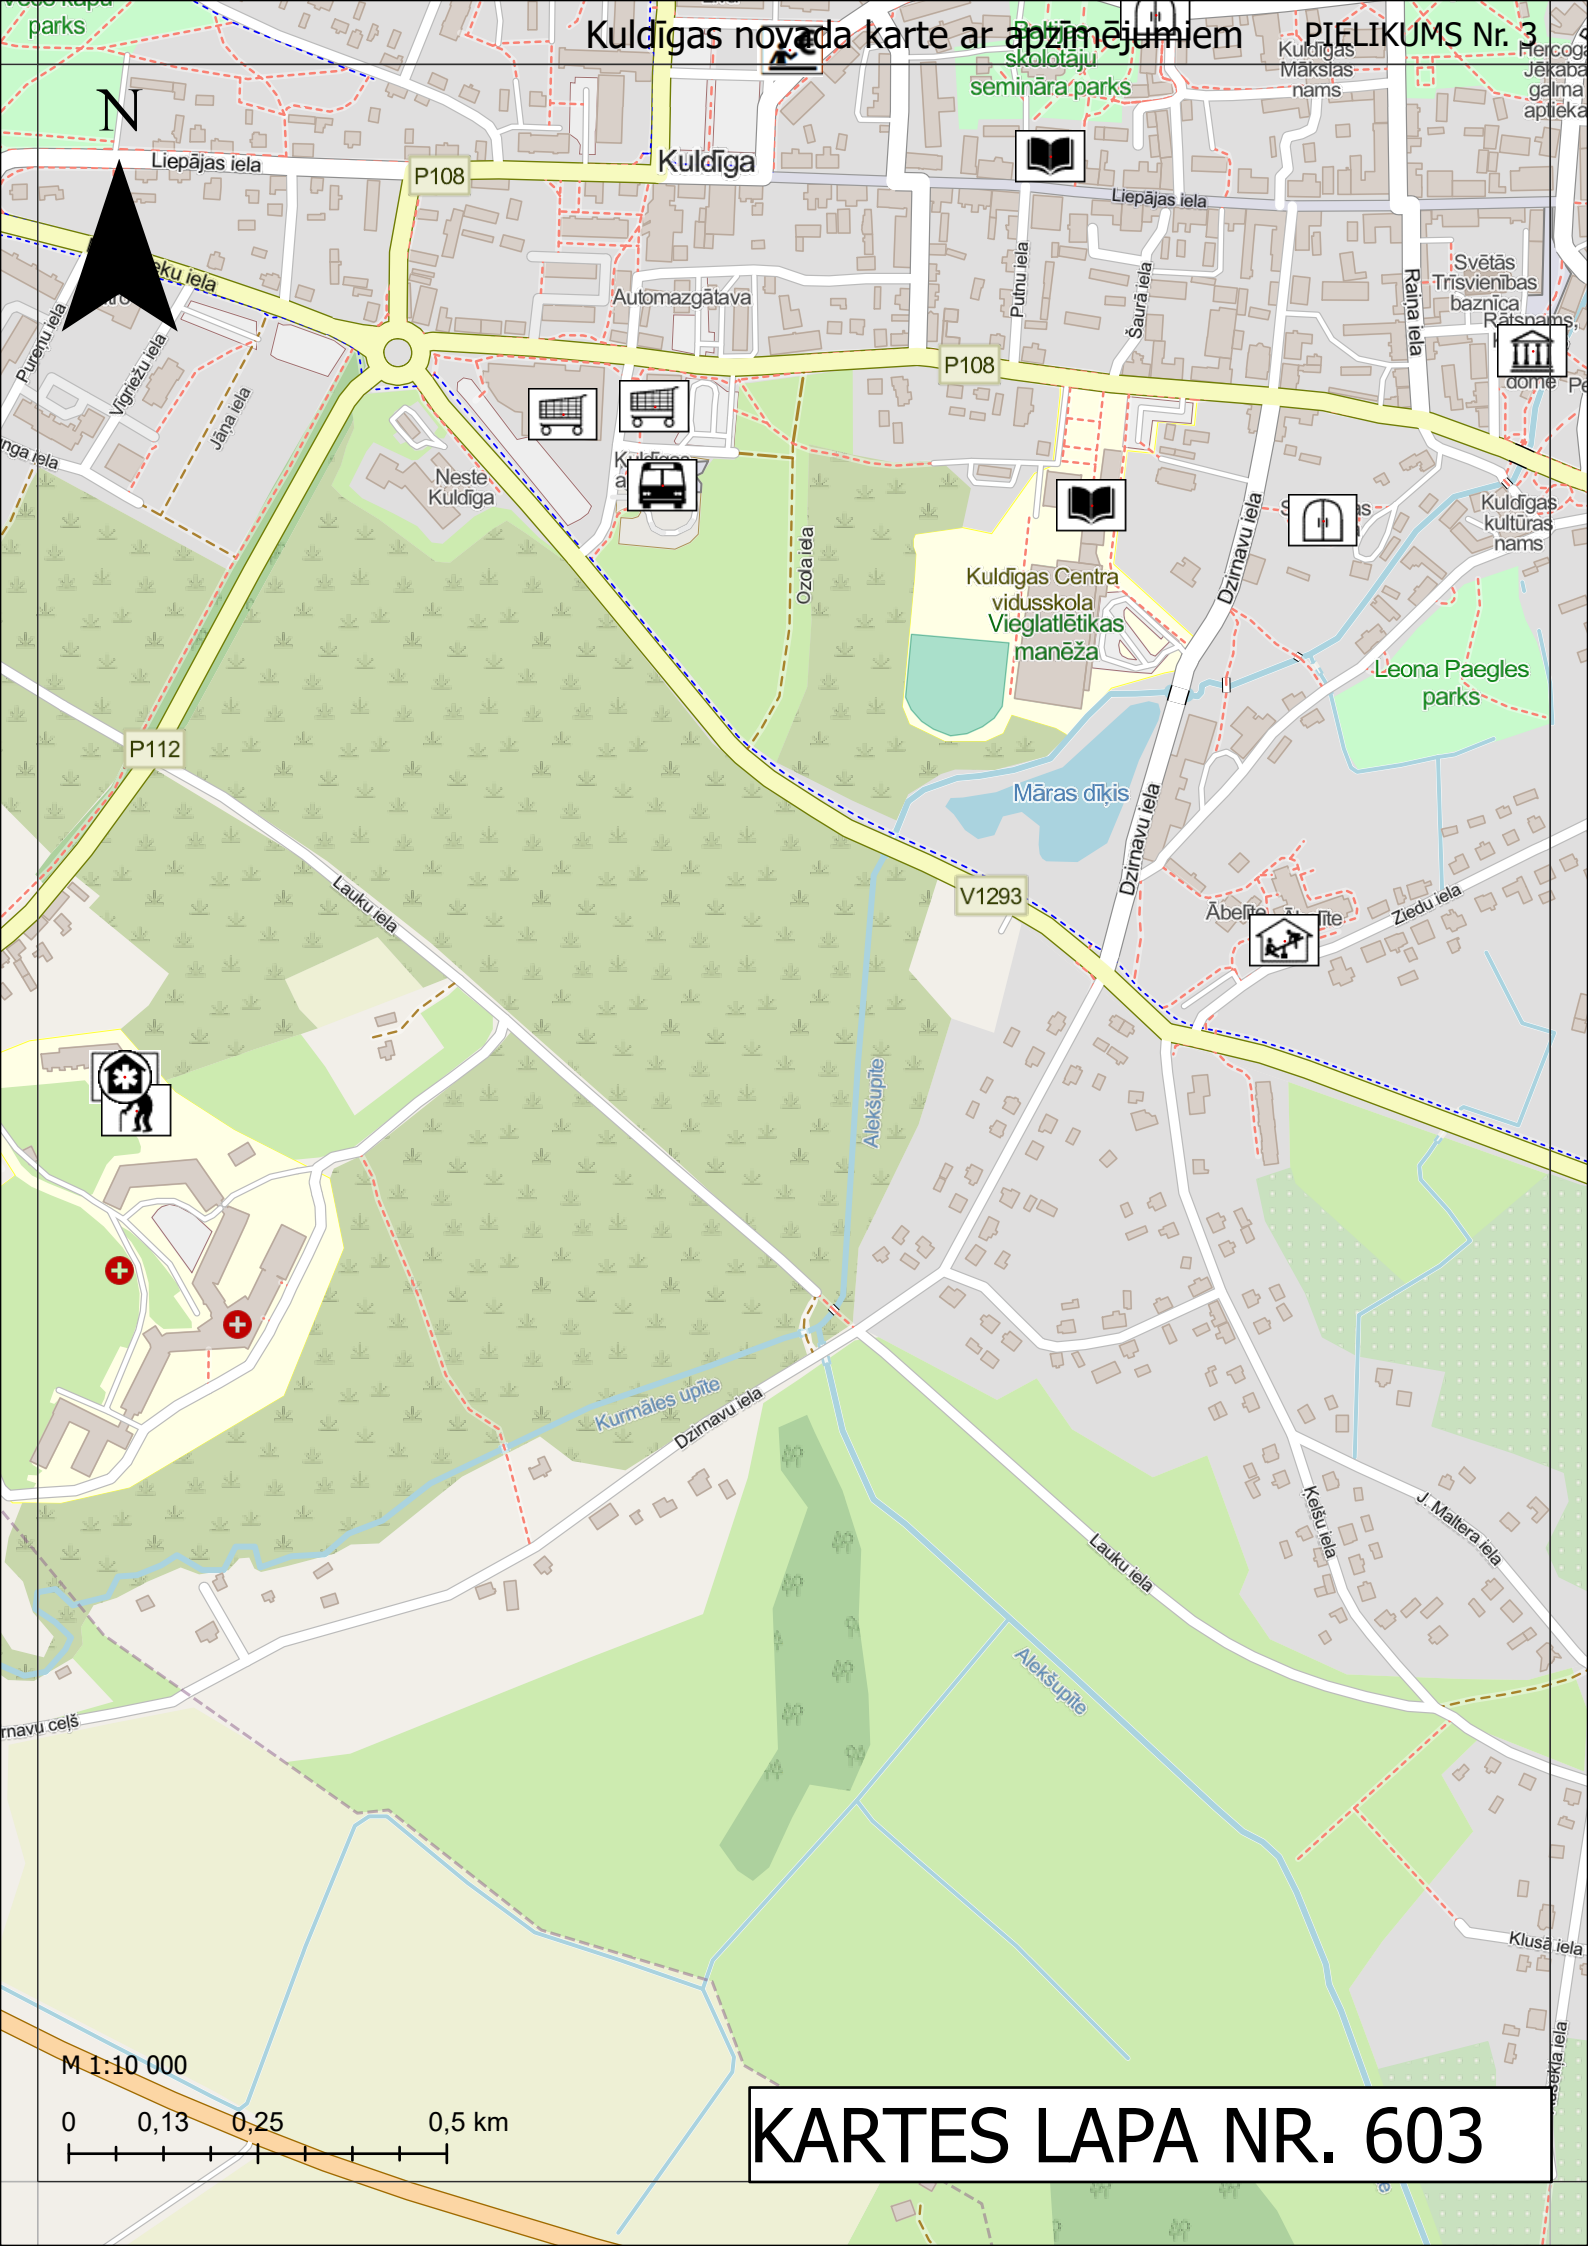 parks
Kuldīgas novada karte ar apzīmējumiem
PIELIKUMS Nr. 3
skolotāju
semināra parks
Kuldīgas
Mākslas
nams
Hercoga
Jēkaba
galma
aptieka
N
Liepājas iela
P108
Kuldīga
Liepājas iela
Putnu iela
Šaurā iela
Raiņa iela
Svētās
Trīsvienības
baznīca
Rātsnams,
dome
Automazgātava
Pureņu iela
Vīgriežu iela
Jāņa iela
P108
Neste
Kuldīga
Ozola iela
Dzirnavu iela
Kuldīgas
kultūras
nams
Kuldīgas Centra
vidusskola
Vieglatlētikas
manēža
Leona Paegles
parks
P112
Māras dīķis
Dzirnavu iela
Lauku iela
V1293
Ābelīte
Ziedu iela
Alekšupīte
Kurmāles upīte
Dzirnavu iela
Ķelšu iela
J. Maltera iela
Lauku iela
Alekšupīte
rnavu ceļš
Klusā iela
M 1:10 000
0 0,13 0,25 0,5 km
KARTES LAPA NR. 603